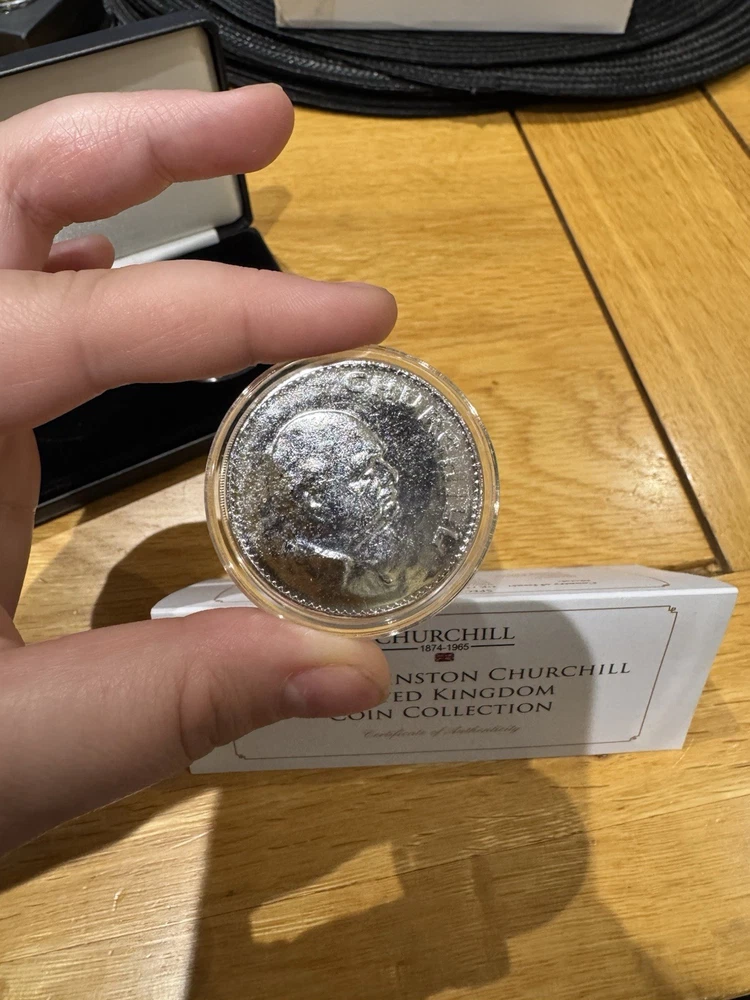 CHURCHILL
CHURCHILL
1874-1965
NSTON CHURCHILL
ED KINGDOM
COIN COLLECTION
Certificate of Authenticity